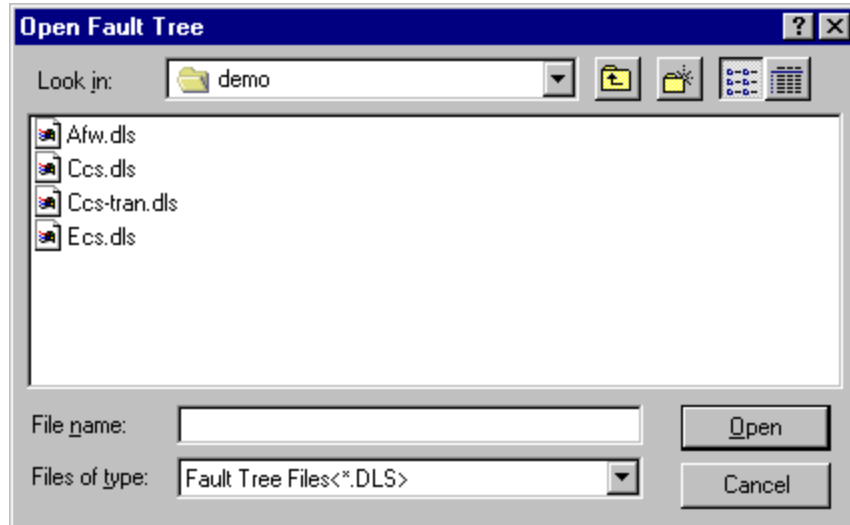 Open Fault Tree
Look in: demo
Afw.dls
Ccs.dls
Ccs-tran.dls
Ecs.dls
File name: Open
Files of type: Fault Tree Files<*.DLS> Cancel